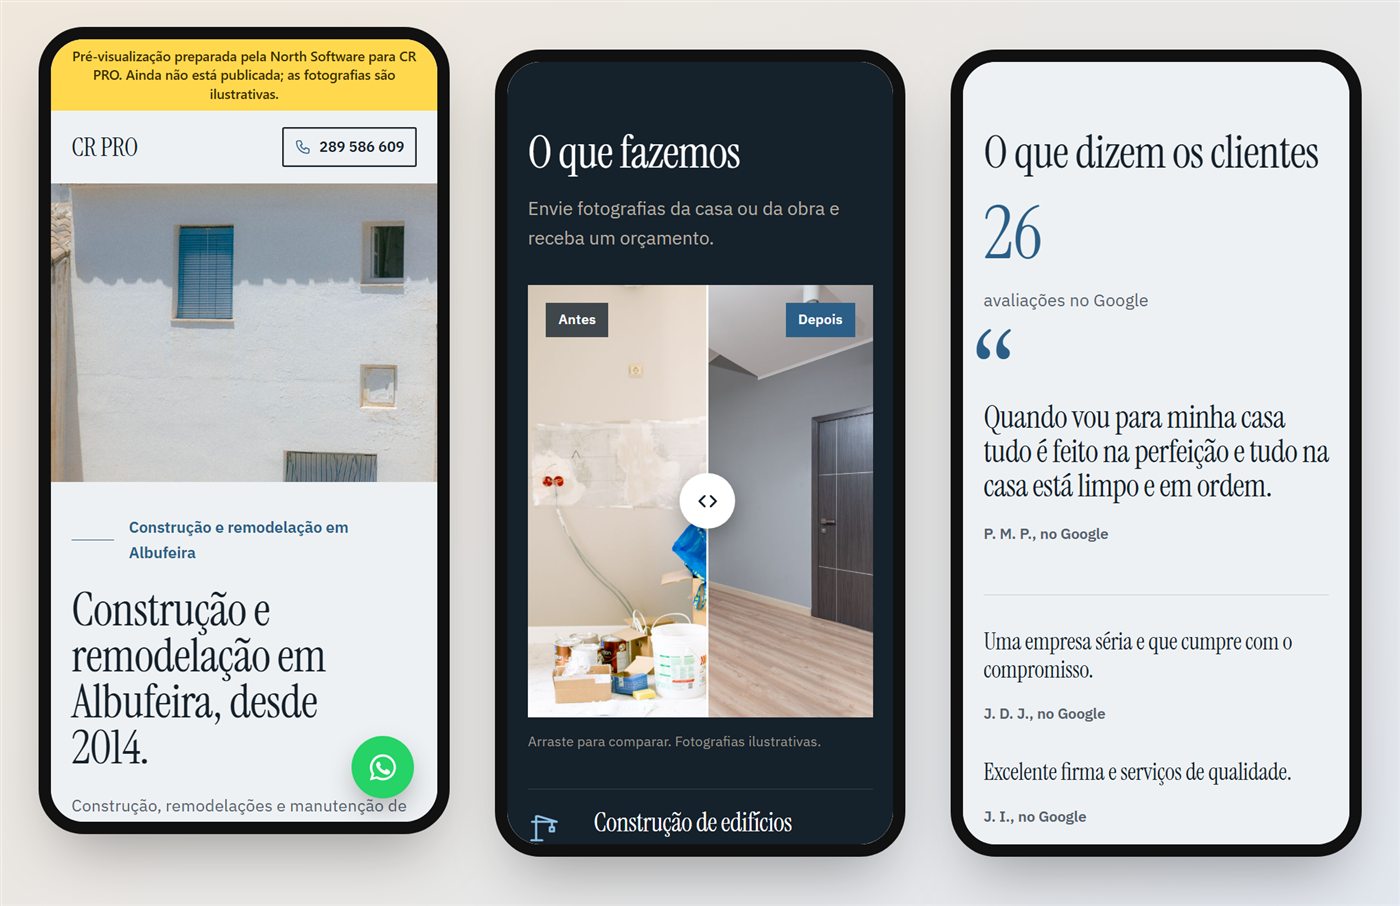 Pré-visualização preparada pela North Software para CR
PRO. Ainda não está publicada; as fotografias são
ilustrativas.
CR PRO
289 586 609
Construção e remodelação em
Albufeira
Construção e
remodelação em
Albufeira, desde
2014.
Construção, remodelações e manutenção de
O que fazemos
Envie fotografias da casa ou da obra e
receba um orçamento.
Antes
Depois
Arraste para comparar. Fotografias ilustrativas.
Construção de edifícios
O que dizem os clientes
26
avaliações no Google
“
Quando vou para minha casa
tudo é feito na perfeição e tudo na
casa está limpo e em ordem.
P. M. P., no Google
Uma empresa séria e que cumpre com o
compromisso.
J. D. J., no Google
Excelente firma e serviços de qualidade.
J. I., no Google